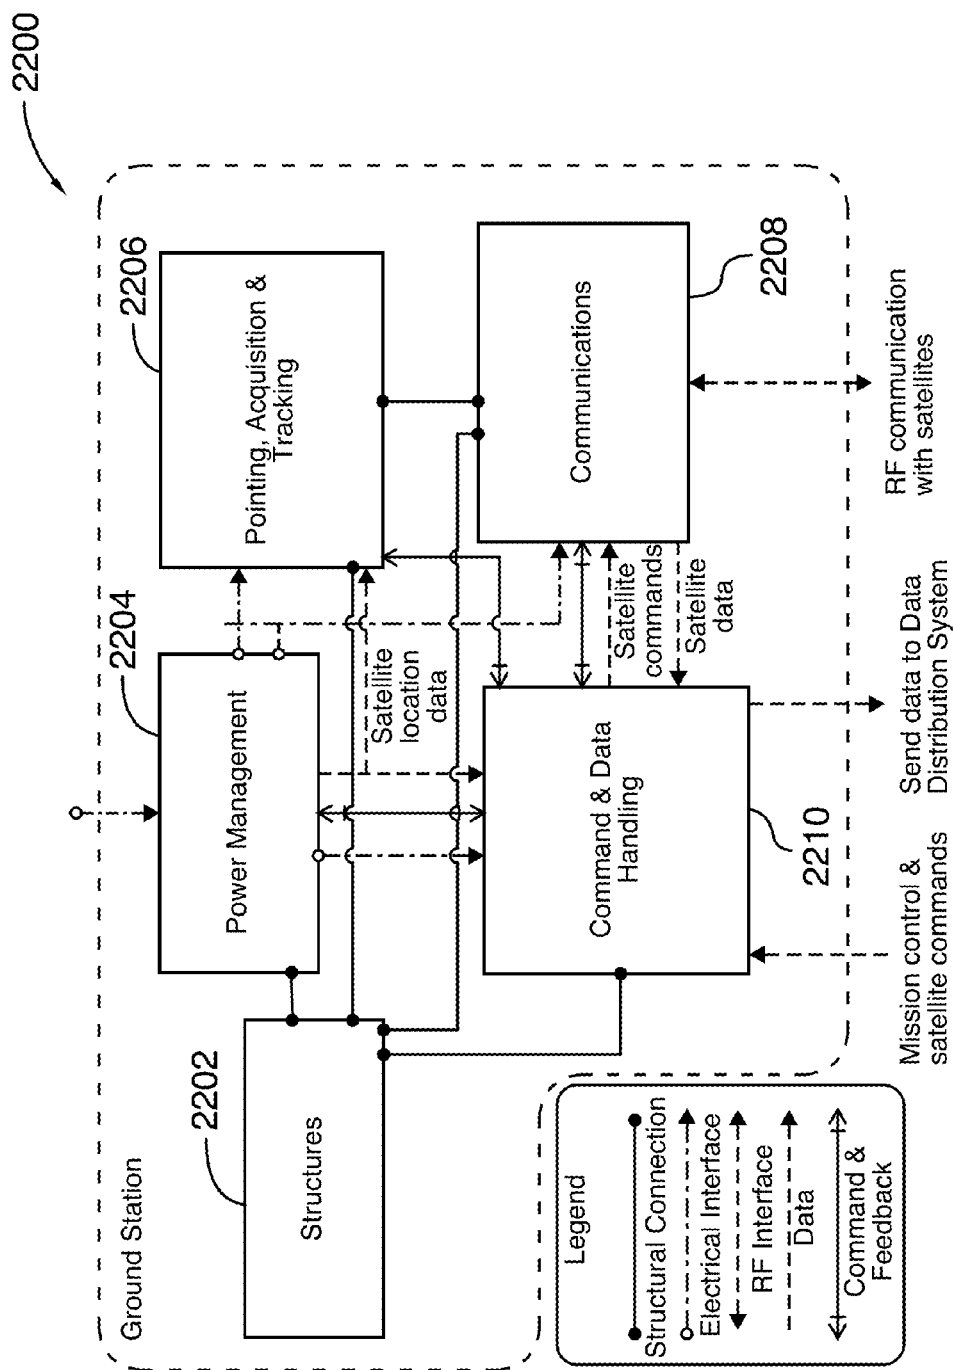 2200
Ground Station
2202
Structures
2204
Power Management
2206
Pointing, Acquisition &
Tracking
Satellite
location
data
2210
Command & Data
Handling
Satellite
commands
Satellite
data
2208
Communications
Mission control &
satellite commands
Send data to Data
Distribution System
RF communication
with satellites
Legend
Structural Connection
Electrical Interface
RF Interface
Data
Command &
Feedback